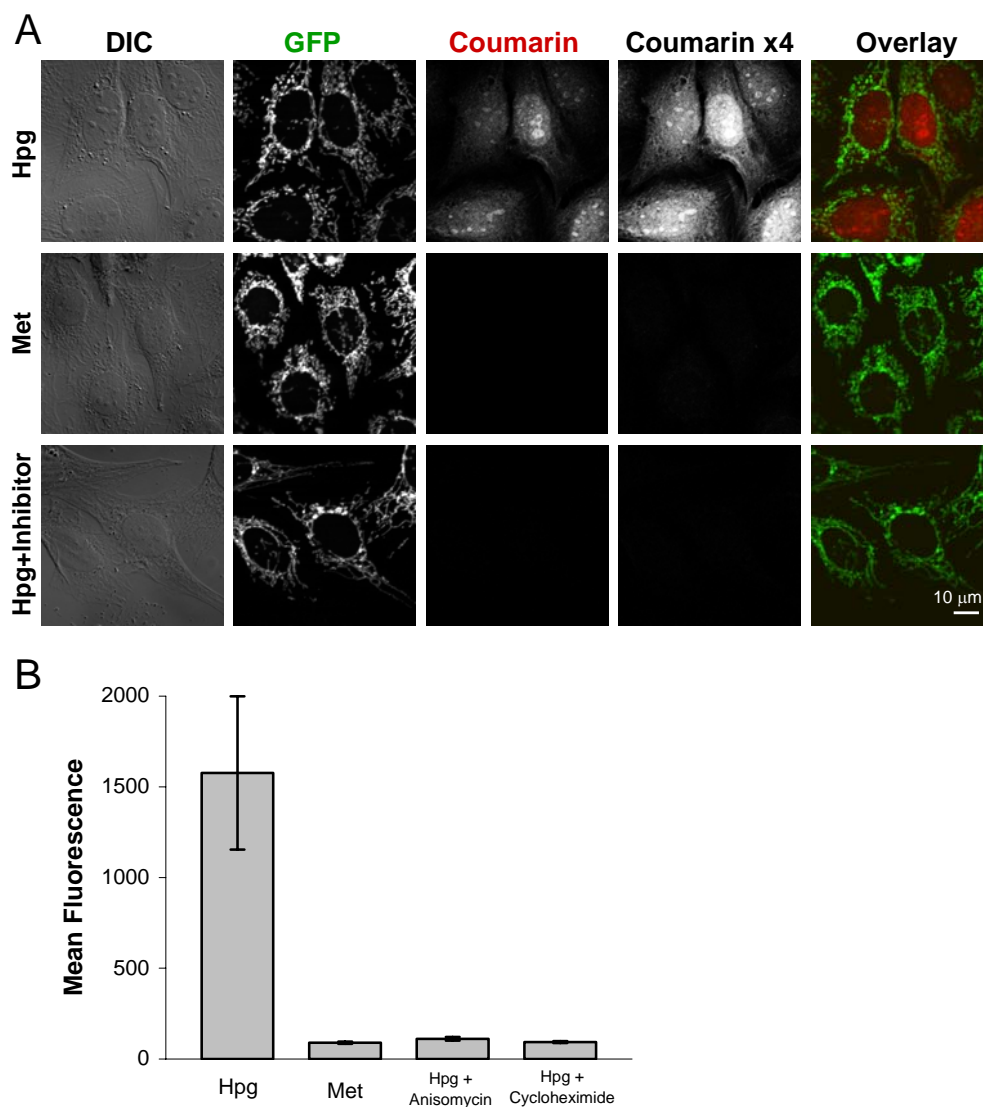 A
DIC GFP Coumarin Coumarin x4 Overlay
Hpg
Met
Hpg+Inhibitor
10 μm
B
Mean Fluorescence
2000
1500
1000
500
0
Hpg
Met
Hpg +
Anisomycin
Hpg +
Cycloheximide